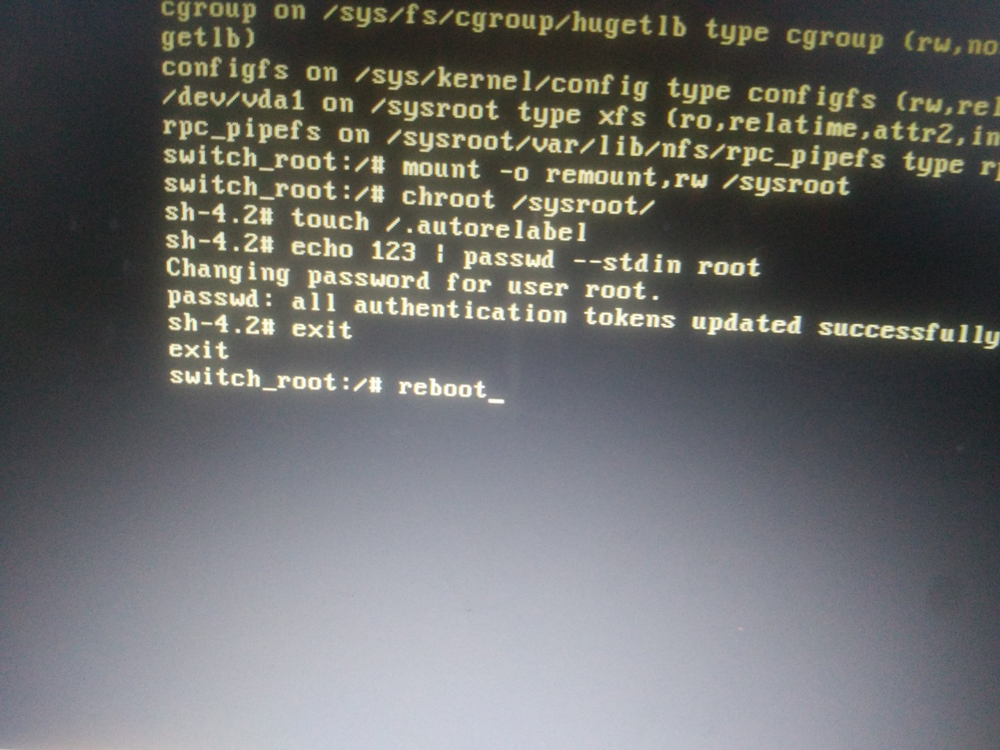 cgroup on /sys/fs/cgroup/hugetlb type cgroup (rw,no
getlb)
configfs on /sys/kernel/config type configfs (rw,rel
/dev/vda1 on /sysroot type xfs (ro,relatime,attr2,in
rpc_pipefs on /sysroot/var/lib/nfs/rpc_pipefs type rp
switch_root:/# mount -o remount,rw /sysroot
switch_root:/# chroot /sysroot/
sh-4.2# touch /.autorelabel
sh-4.2# echo 123 | passwd --stdin root
Changing password for user root.
passwd: all authentication tokens updated successfully
sh-4.2# exit
exit
switch_root:/# reboot_